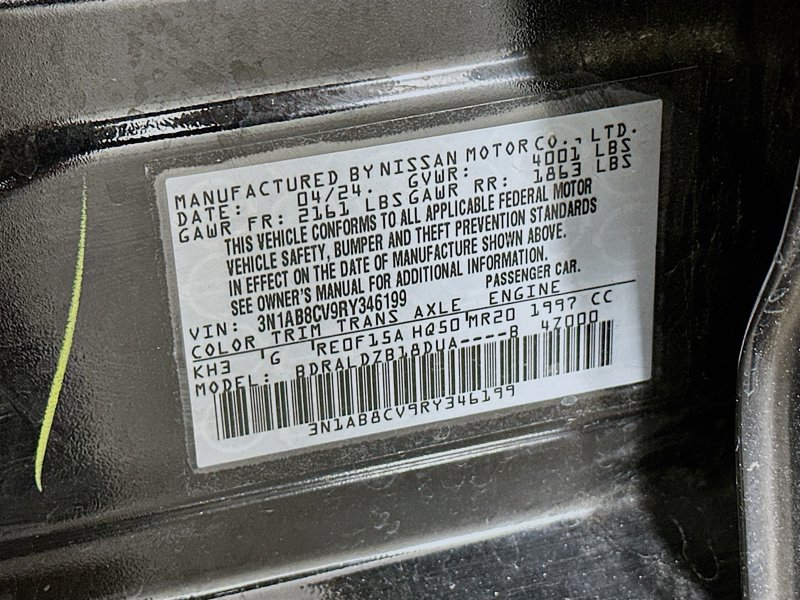 MANUFACTURED BY NISSAN MOTOR CO., LTD.
DATE: 04/24. GVWR: 4001 LBS
GAWR FR: 2161 LBS GAWR RR: 1863 LBS
THIS VEHICLE CONFORMS TO ALL APPLICABLE FEDERAL MOTOR
VEHICLE SAFETY, BUMPER AND THEFT PREVENTION STANDARDS
IN EFFECT ON THE DATE OF MANUFACTURE SHOWN ABOVE.
SEE OWNER'S MANUAL FOR ADDITIONAL INFORMATION.
VIN: 3N1AB8CV9RY346199 PASSENGER CAR.
COLOR TRIM TRANS AXLE ENGINE
KH3 G RE0F15A HQ50 MR20 1997 CC
MODEL: BDRALDZB18DUA----B 47000
3N1AB8CV9RY346199